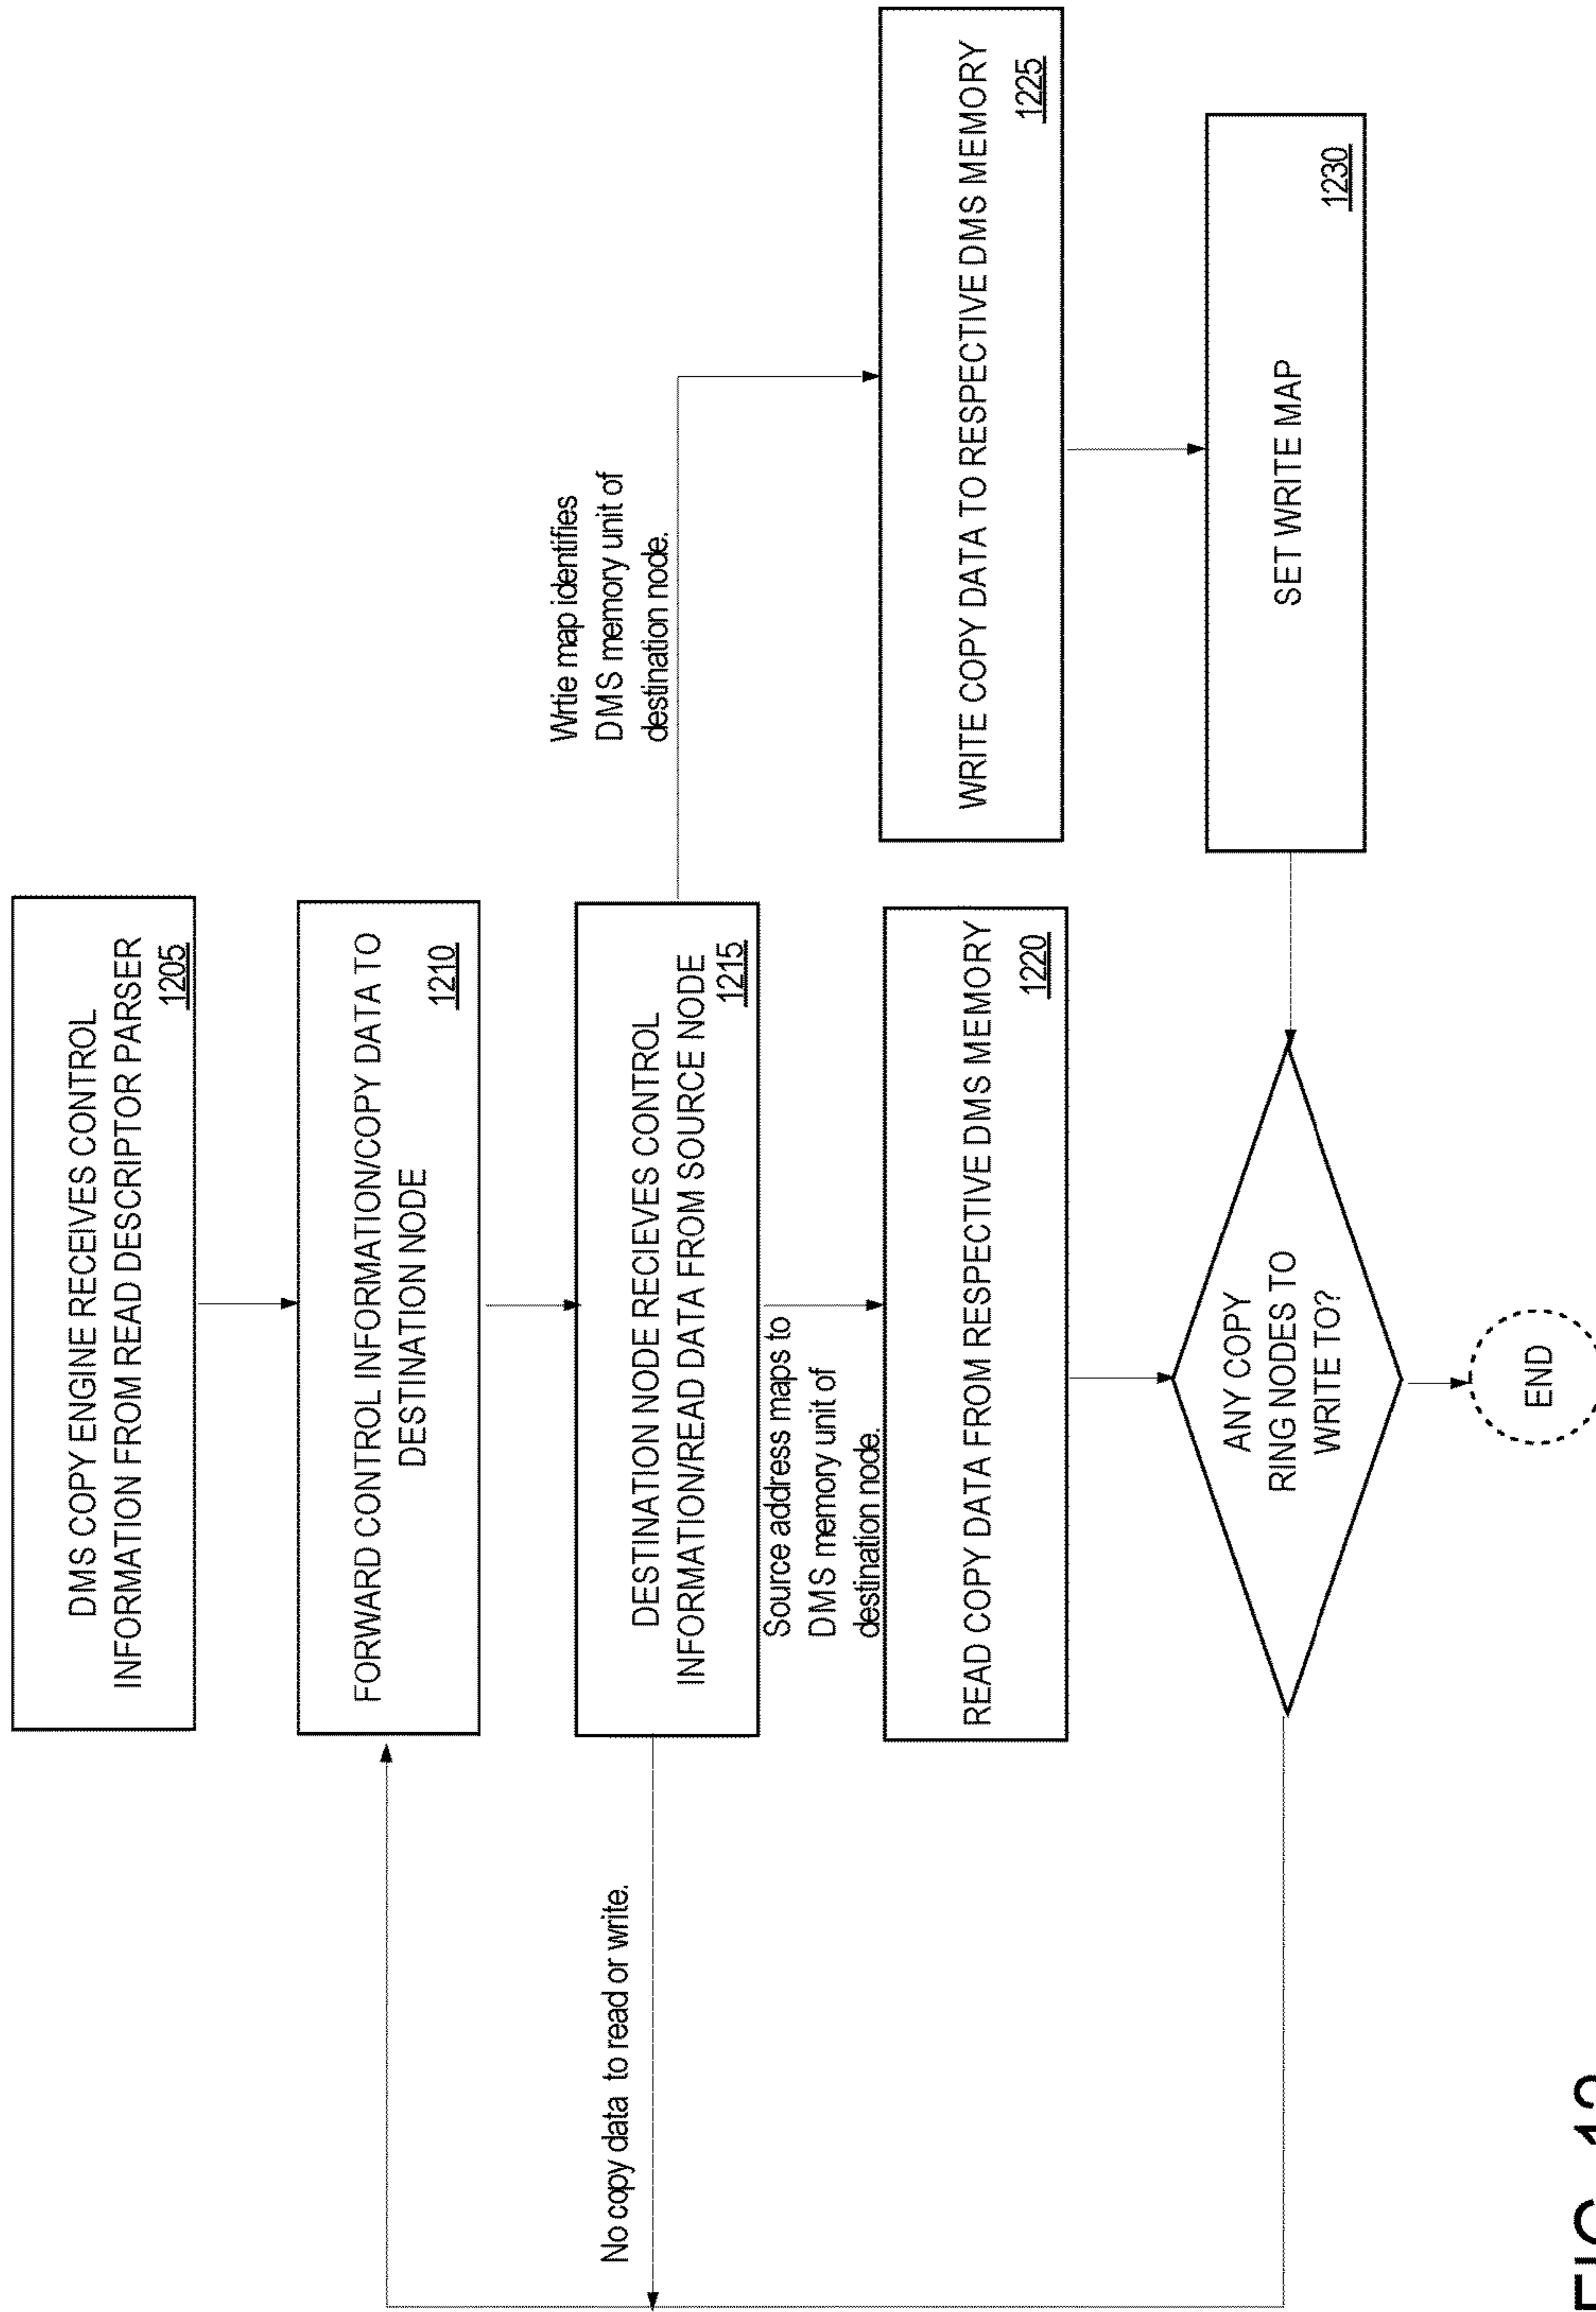 DMS COPY ENGINE RECEIVES CONTROL
INFORMATION FROM READ DESCRIPTOR PARSER
1205
FORWARD CONTROL INFORMATION/COPY DATA TO
DESTINATION NODE
1210
DESTINATION NODE RECIEVES CONTROL
INFORMATION/READ DATA FROM SOURCE NODE
1215
No copy data to read or write.
Source address maps to
DMS memory unit of
destination node.
Wrtie map identifies
DMS memory unit of
destination node.
READ COPY DATA FROM RESPECTIVE DMS MEMORY
1220
WRITE COPY DATA TO RESPECTIVE DMS MEMORY
1225
SET WRITE MAP
1230
ANY COPY
RING NODES TO
WRITE TO?
END
FIG. 12